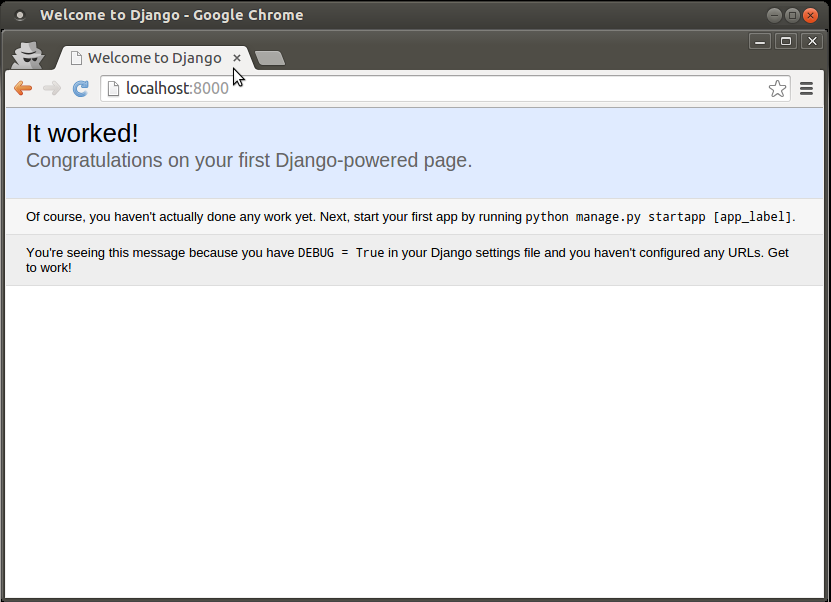 Welcome to Django - Google Chrome
Welcome to Django
localhost:8000
It worked!
Congratulations on your first Django-powered page.
Of course, you haven't actually done any work yet. Next, start your first app by running python manage.py startapp [app_label].
You're seeing this message because you have DEBUG = True in your Django settings file and you haven't configured any URLs. Get
to work!